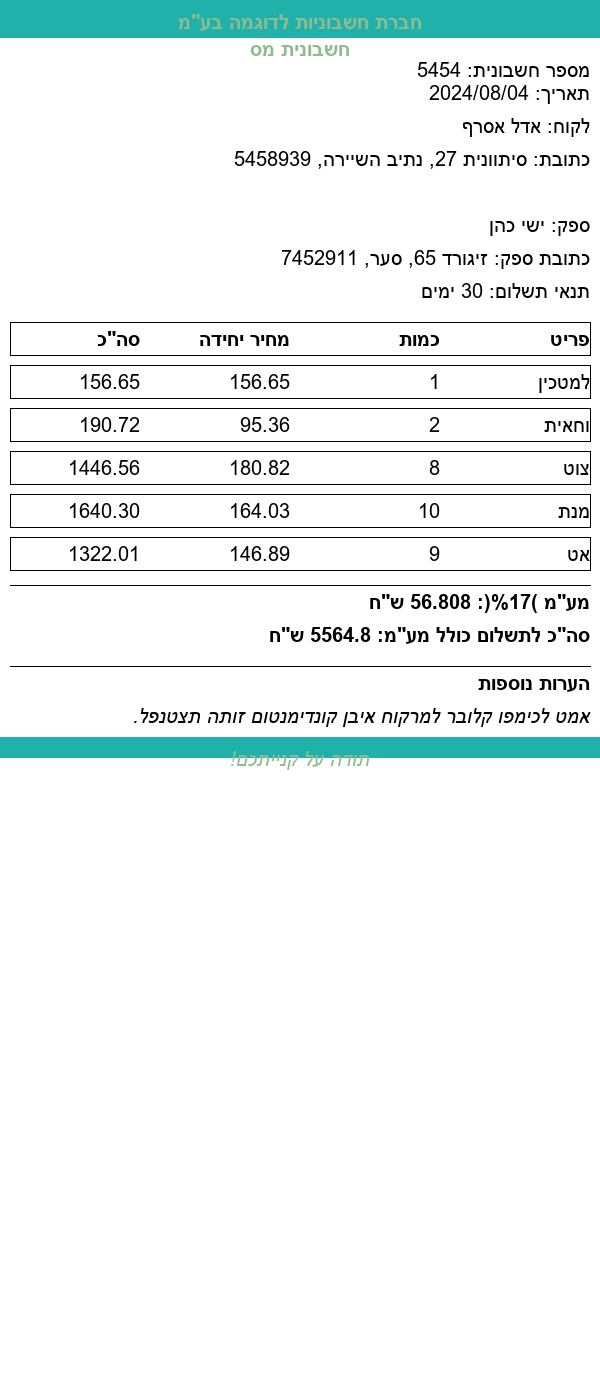 חברת חשבוניות לדוגמה בע"מ
חשבונית מס
מספר חשבונית: 5454
תאריך: 2024/08/04
לקוח: אדל אסרף
כתובת: סיתוונית 27, נתיב השיירה, 5458939
ספק: ישי כהן
כתובת ספק: זיגורד 65, סער, 7452911
תנאי תשלום: 30 ימים
פריט כמות מחיר יחידה סה"כ
למטכין 1 156.65 156.65
וחאית 2 95.36 190.72
צוט 8 180.82 1446.56
מנת 10 164.03 1640.30
אט 9 146.89 1322.01
מע"מ )17%(: 56.808 ש"ח
סה"כ לתשלום כולל מע"מ: 5564.8 ש"ח
הערות נוספות
אמט לכימפו קלובר למרקוח איבן קונדימנטום זותה תצטנפל.
תודה על קנייתכם!